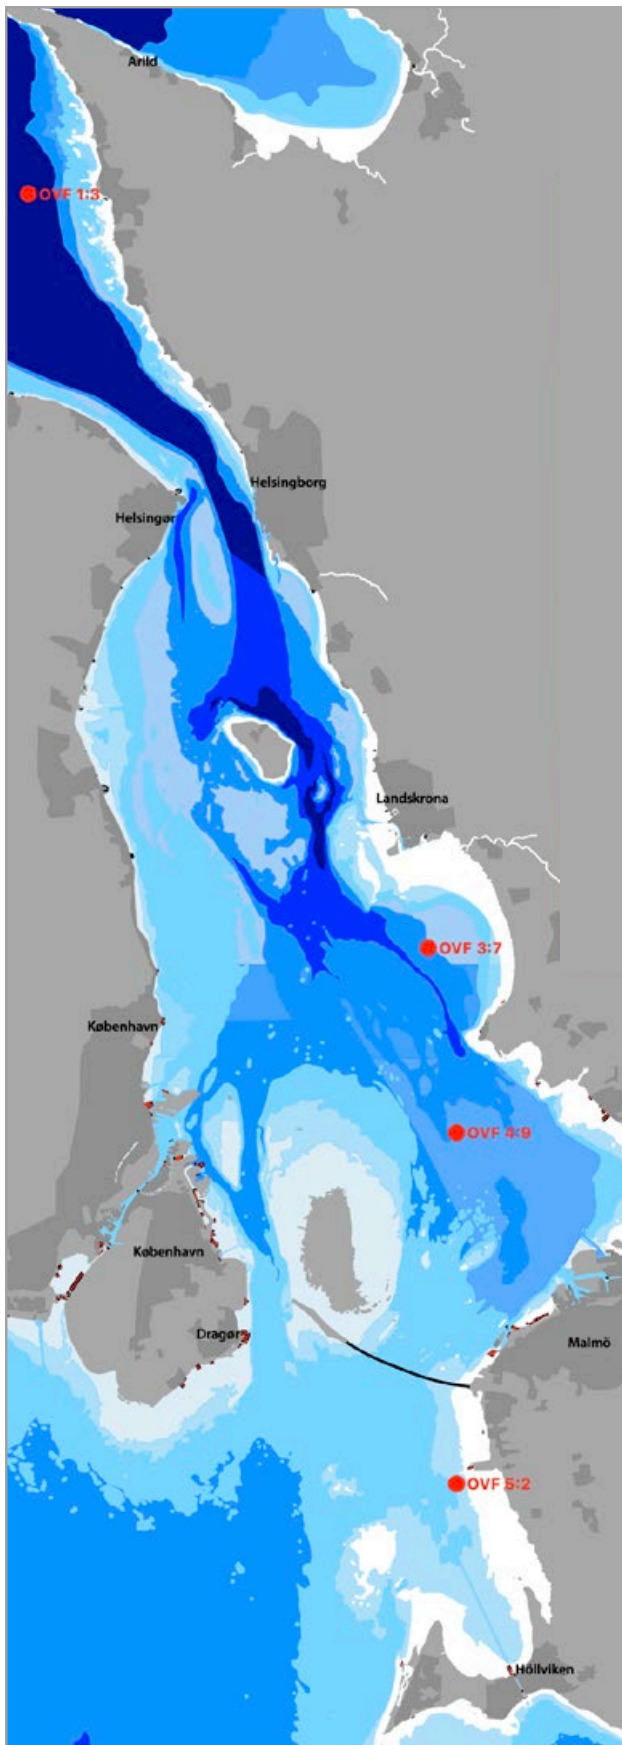 Arild
OVF 1:3
Helsingborg
Helsingør
Landskrona
OVF 3:7
København
OVF 4:9
København
Dragør
Malmö
OVF 5:2
Höllviken